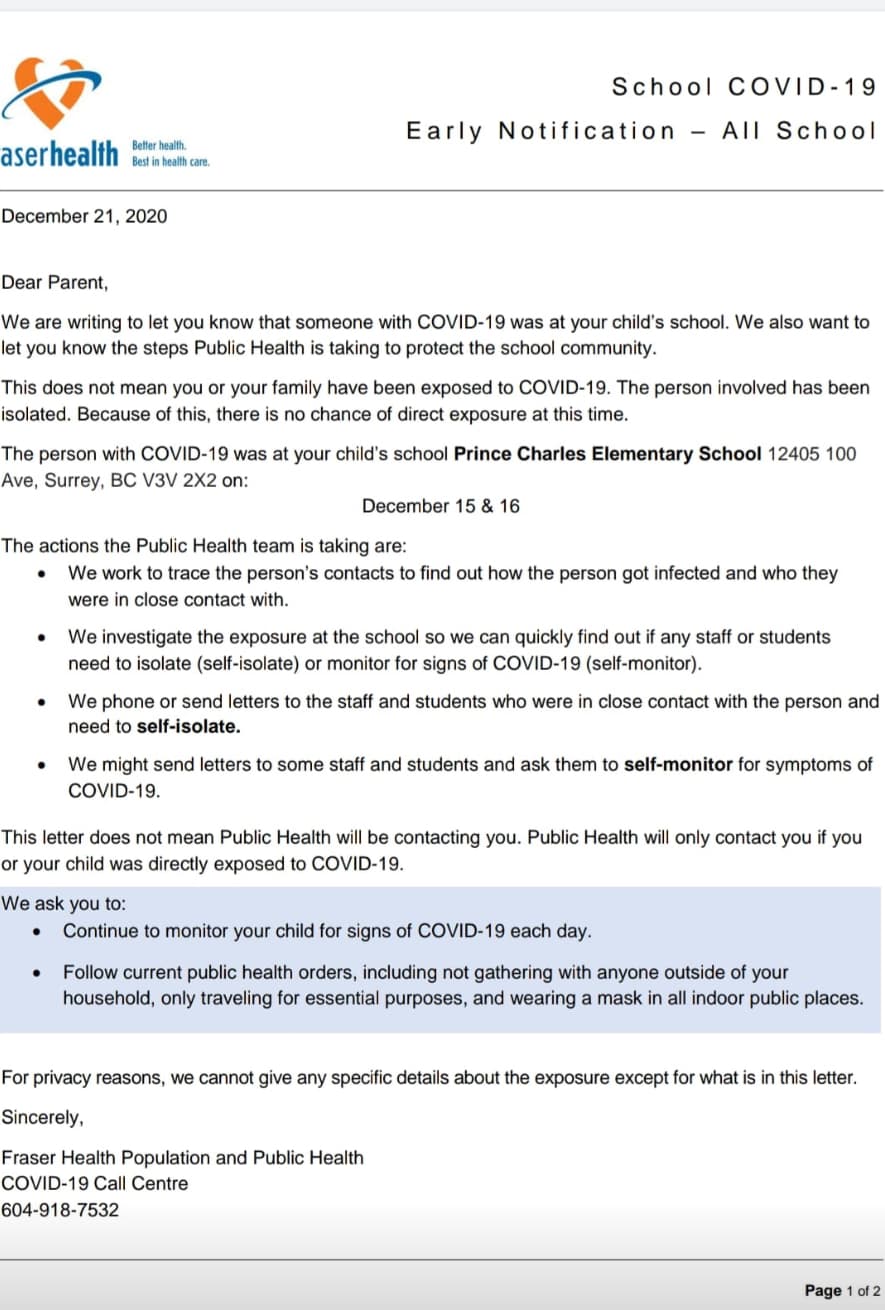 aserhealth
Better health.
Best in health care.
School COVID-19
Early Notification – All School
December 21, 2020
Dear Parent,
We are writing to let you know that someone with COVID-19 was at your child's school. We also want to
let you know the steps Public Health is taking to protect the school community.
This does not mean you or your family have been exposed to COVID-19. The person involved has been
isolated. Because of this, there is no chance of direct exposure at this time.
The person with COVID-19 was at your child's school Prince Charles Elementary School 12405 100
Ave, Surrey, BC V3V 2X2 on:
December 15 & 16
The actions the Public Health team is taking are:
• We work to trace the person's contacts to find out how the person got infected and who they
were in close contact with.
• We investigate the exposure at the school so we can quickly find out if any staff or students
need to isolate (self-isolate) or monitor for signs of COVID-19 (self-monitor).
• We phone or send letters to the staff and students who were in close contact with the person and
need to self-isolate.
• We might send letters to some staff and students and ask them to self-monitor for symptoms of
COVID-19.
This letter does not mean Public Health will be contacting you. Public Health will only contact you if you
or your child was directly exposed to COVID-19.
We ask you to:
• Continue to monitor your child for signs of COVID-19 each day.
• Follow current public health orders, including not gathering with anyone outside of your
household, only traveling for essential purposes, and wearing a mask in all indoor public places.
For privacy reasons, we cannot give any specific details about the exposure except for what is in this letter.
Sincerely,
Fraser Health Population and Public Health
COVID-19 Call Centre
604-918-7532
Page 1 of 2